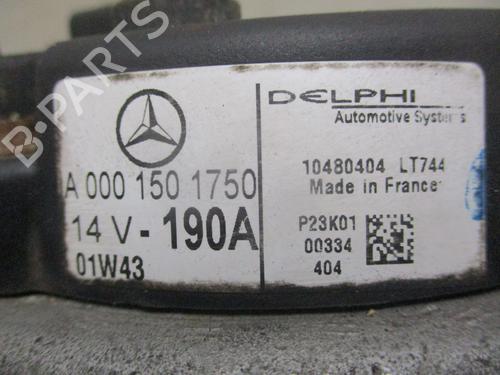 A 000 150 1750
14 V - 190A
01W43
DELPHI
Automotive Systems
10480404 LT744
Made in France
P23K01
00334
404
B-PARTS